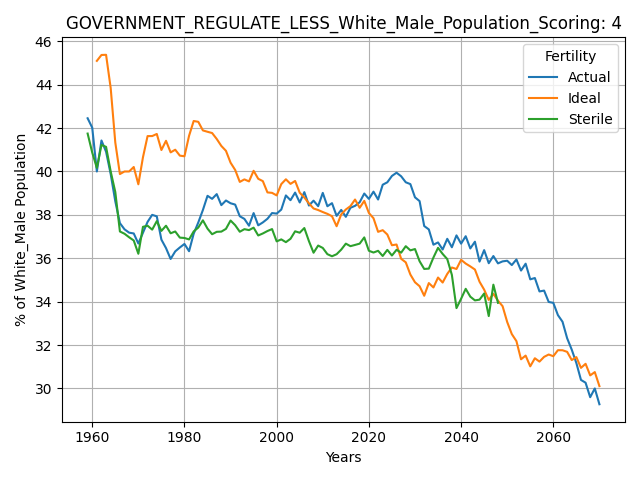 GOVERNMENT_REGULATE_LESS_White_Male_Population_Scoring: 4
% of White_Male Population
46
44
42
40
38
36
34
32
30
1960 1980 2000 2020 2040 2060
Years
Fertility
Actual
Ideal
Sterile